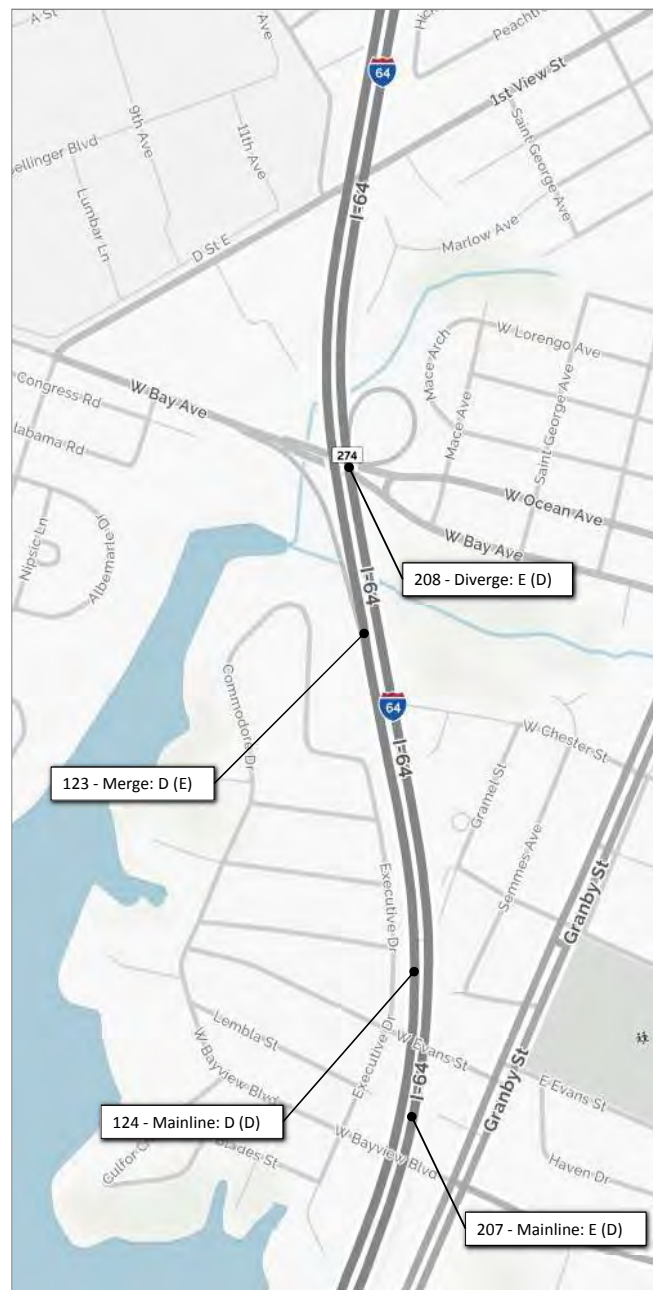 A St
Ave
Peachtr
64
1st View St
9th Ave
11th Ave
Saint George Ave
ellinger Blvd
Lumbar Ln
I-64
D St E
Marlow Ave
W Lorengo Ave
Mace Arch
Congress Rd
W Bay Ave
Mace Ave
Saint George Ave
labama Rd
274
W Ocean Ave
Nipsic Ln
Albemarle Dr
W Bay Ave
208 - Diverge: E (D)
I-64
Commodore Dr
64
W Chester St
I-64
123 - Merge: D (E)
Gramel St
Semmes Ave
Granby St
Executive Dr
Lembla St
W Evans St
Executive Dr
I-64
Granby St
E Evans St
W Bayview Blvd
124 - Mainline: D (D)
W Bayview Blvd
Haven Dr
Culfor
lades St
207 - Mainline: E (D)